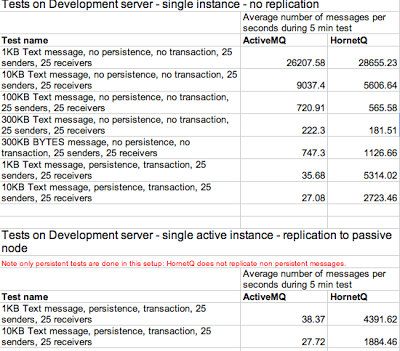 Tests on Development server - single instance - no replication
Average number of messages per
seconds during 5 min test
Test name ActiveMQ HornetQ
1KB Text message, no persistence, no transaction, 25
senders, 25 receivers 26207.58 28655.23
10KB Text message, no persistence, no transaction, 25
senders, 25 receivers 9037.4 5606.64
100KB Text message, no persistence, no transaction,
25 senders, 25 receivers 720.91 565.58
300KB Text message, no persistence, no transaction,
25 senders, 25 receivers 222.3 181.51
300KB BYTES message, no persistence, no
transaction, 25 senders, 25 receivers 747.3 1126.66
1KB Text message, persistence, transaction, 25
senders, 25 receivers 35.68 5314.02
10KB Text message, persistence, transaction, 25
senders, 25 receivers 27.08 2723.46
Tests on Development server - single active instance - replication to passive
node
Note only persistent tests are done in this setup: HornetQ does not replicate non persistent messages.
Average number of messages per
seconds during 5 min test
Test name ActiveMQ HornetQ
1KB Text message, persistence, transaction, 25
senders, 25 receivers 38.37 4391.62
10KB Text message, persistence, transaction, 25
senders, 25 receivers 27.72 1884.46